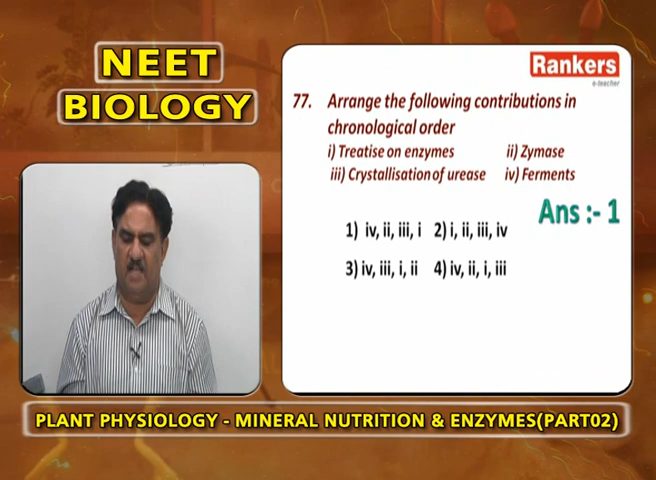 NEET
BIOLOGY
Rankers
e-teacher
77. Arrange the following contributions in
chronological order
i) Treatise on enzymes ii) Zymase
iii) Crystallisation of urease iv) Ferments
Ans :- 1
1) iv, ii, iii, i 2) i, ii, iii, iv
3) iv, iii, i, ii 4) iv, ii, i, iii
PLANT PHYSIOLOGY - MINERAL NUTRITION & ENZYMES(PART02)